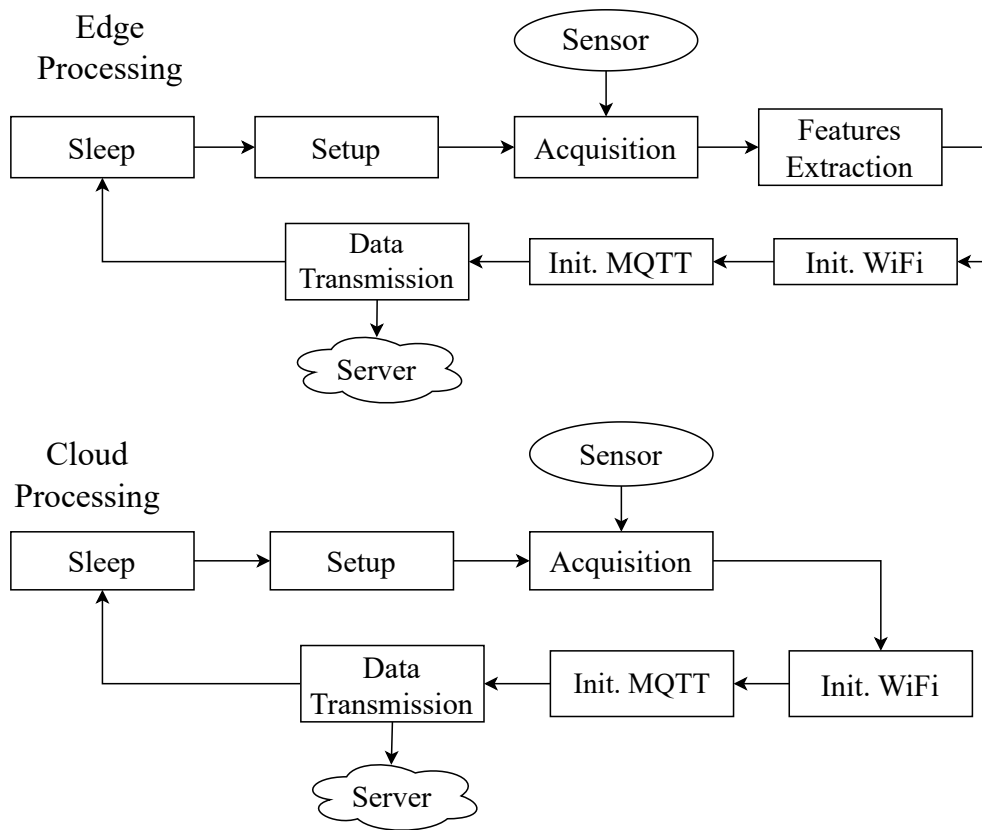 Edge
Processing
Sensor
Sleep
Setup
Acquisition
Features
Extraction
Data
Transmission
Init. MQTT
Init. WiFi
Server
Cloud
Processing
Sensor
Sleep
Setup
Acquisition
Data
Transmission
Init. MQTT
Init. WiFi
Server